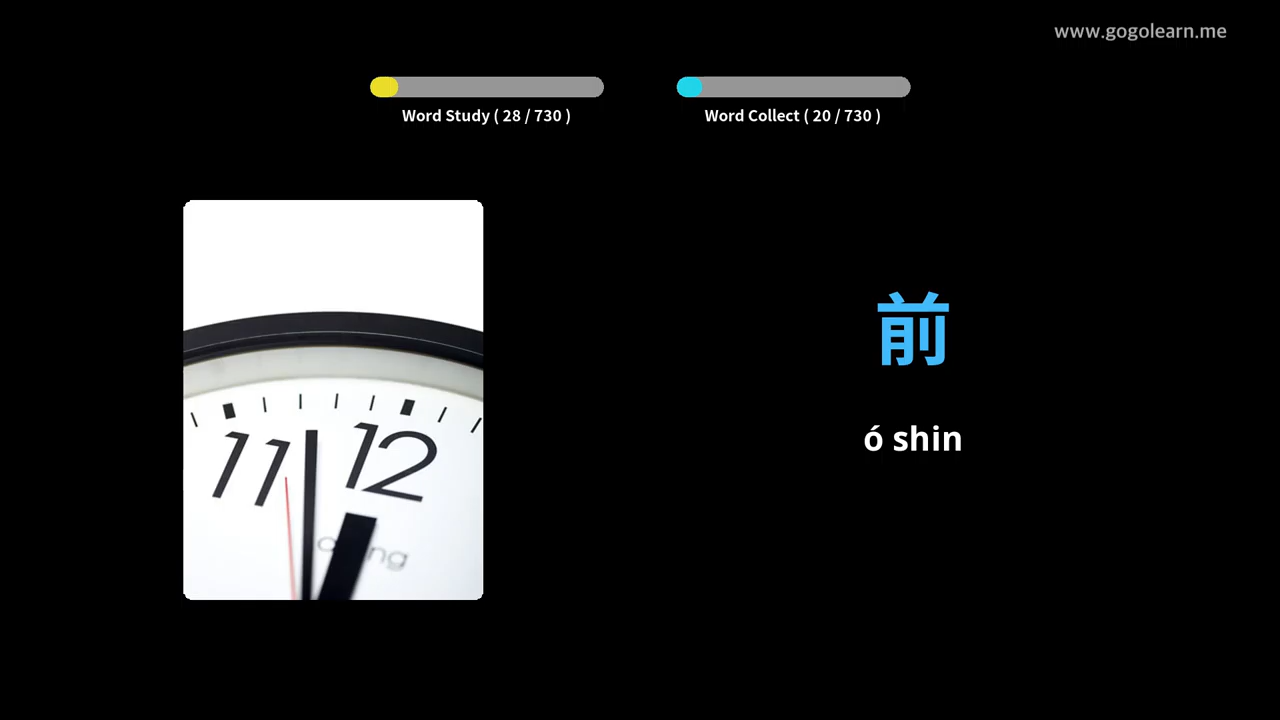 www.gogolearn.me
Word Study ( 28 / 730 )
Word Collect ( 20 / 730 )
前
ó shin
11
12